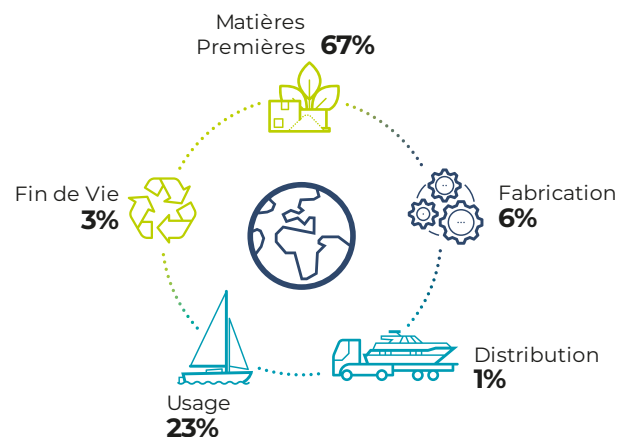 Matières
Premières 67%
Fabrication
6%
Distribution
1%
Usage
23%
Fin de Vie
3%